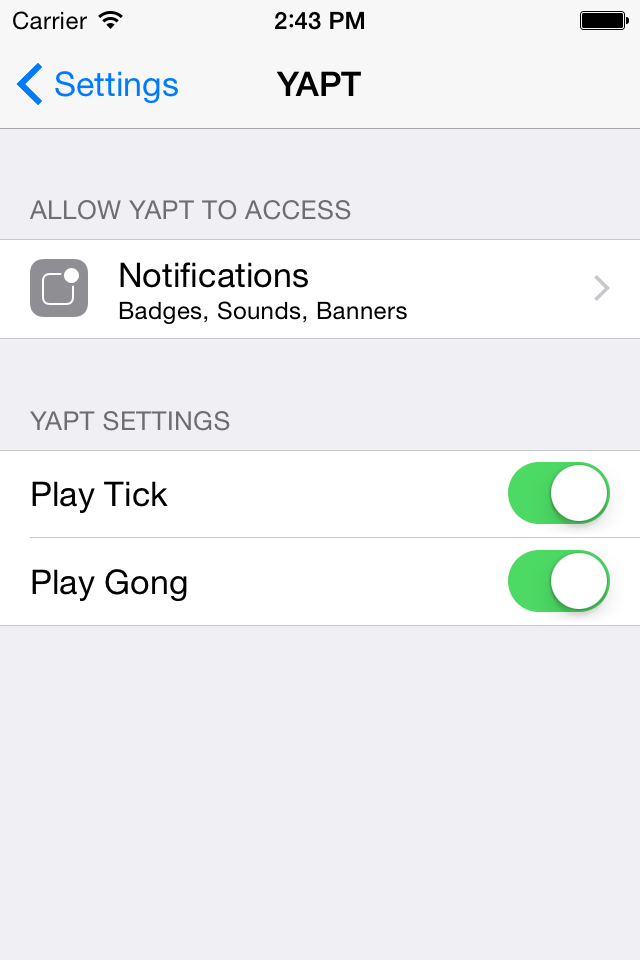 Carrier 2:43 PM
Settings YAPT
ALLOW YAPT TO ACCESS
Notifications
Badges, Sounds, Banners
YAPT SETTINGS
Play Tick
Play Gong